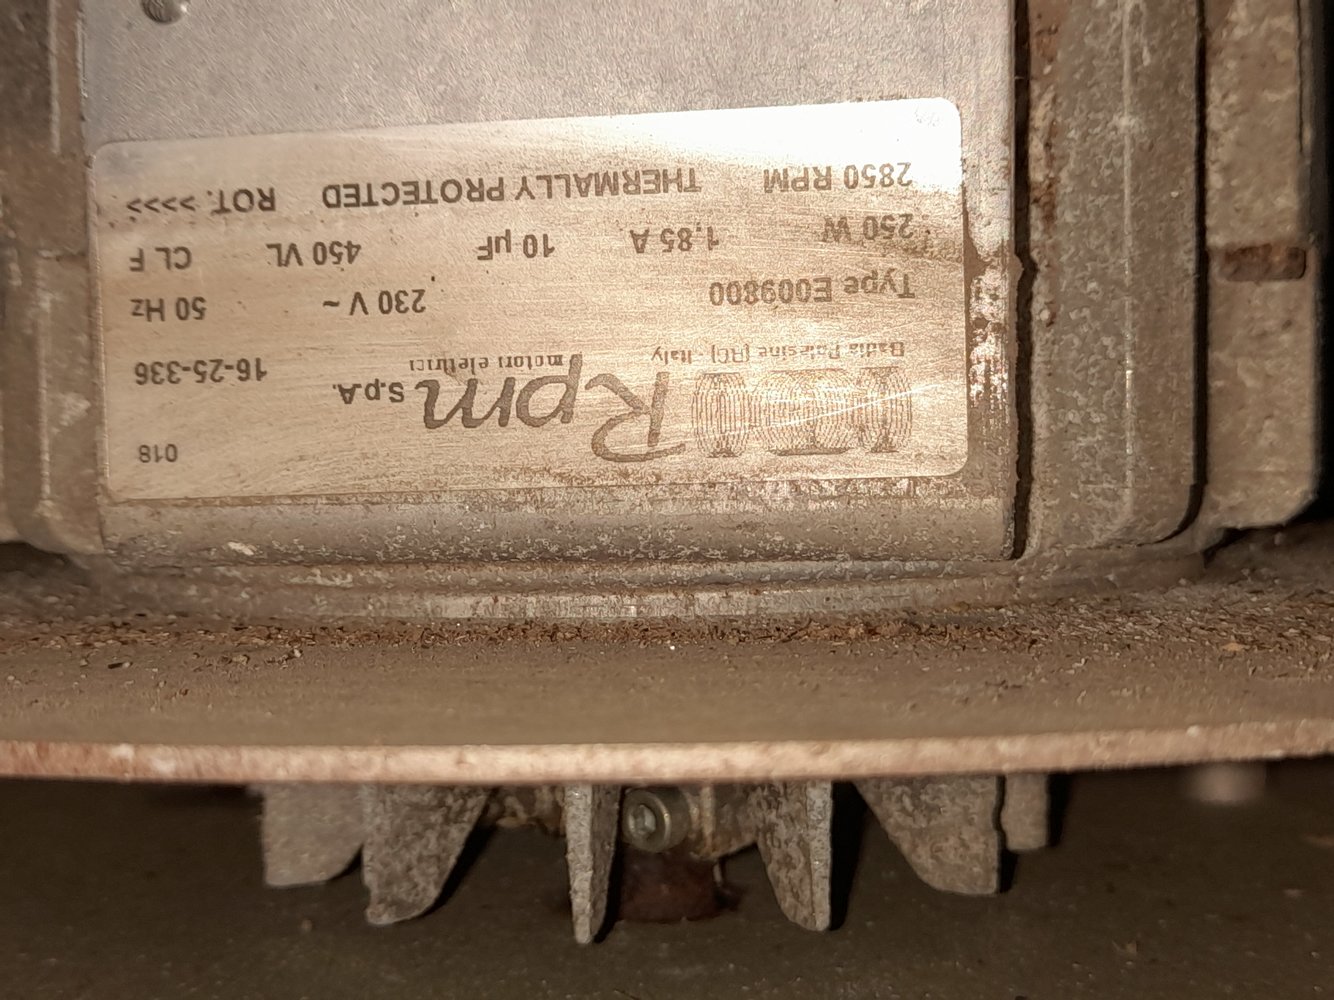 018
Rpm S.p.A.
motori elettrici
Badia Polesine (RO) - Italy
16-25-336
Type E009800 230 V ~ 50 Hz
250 W 1,85 A 10 µF 450 VL CL F
2850 RPM THERMALLY PROTECTED ROT. >>>>